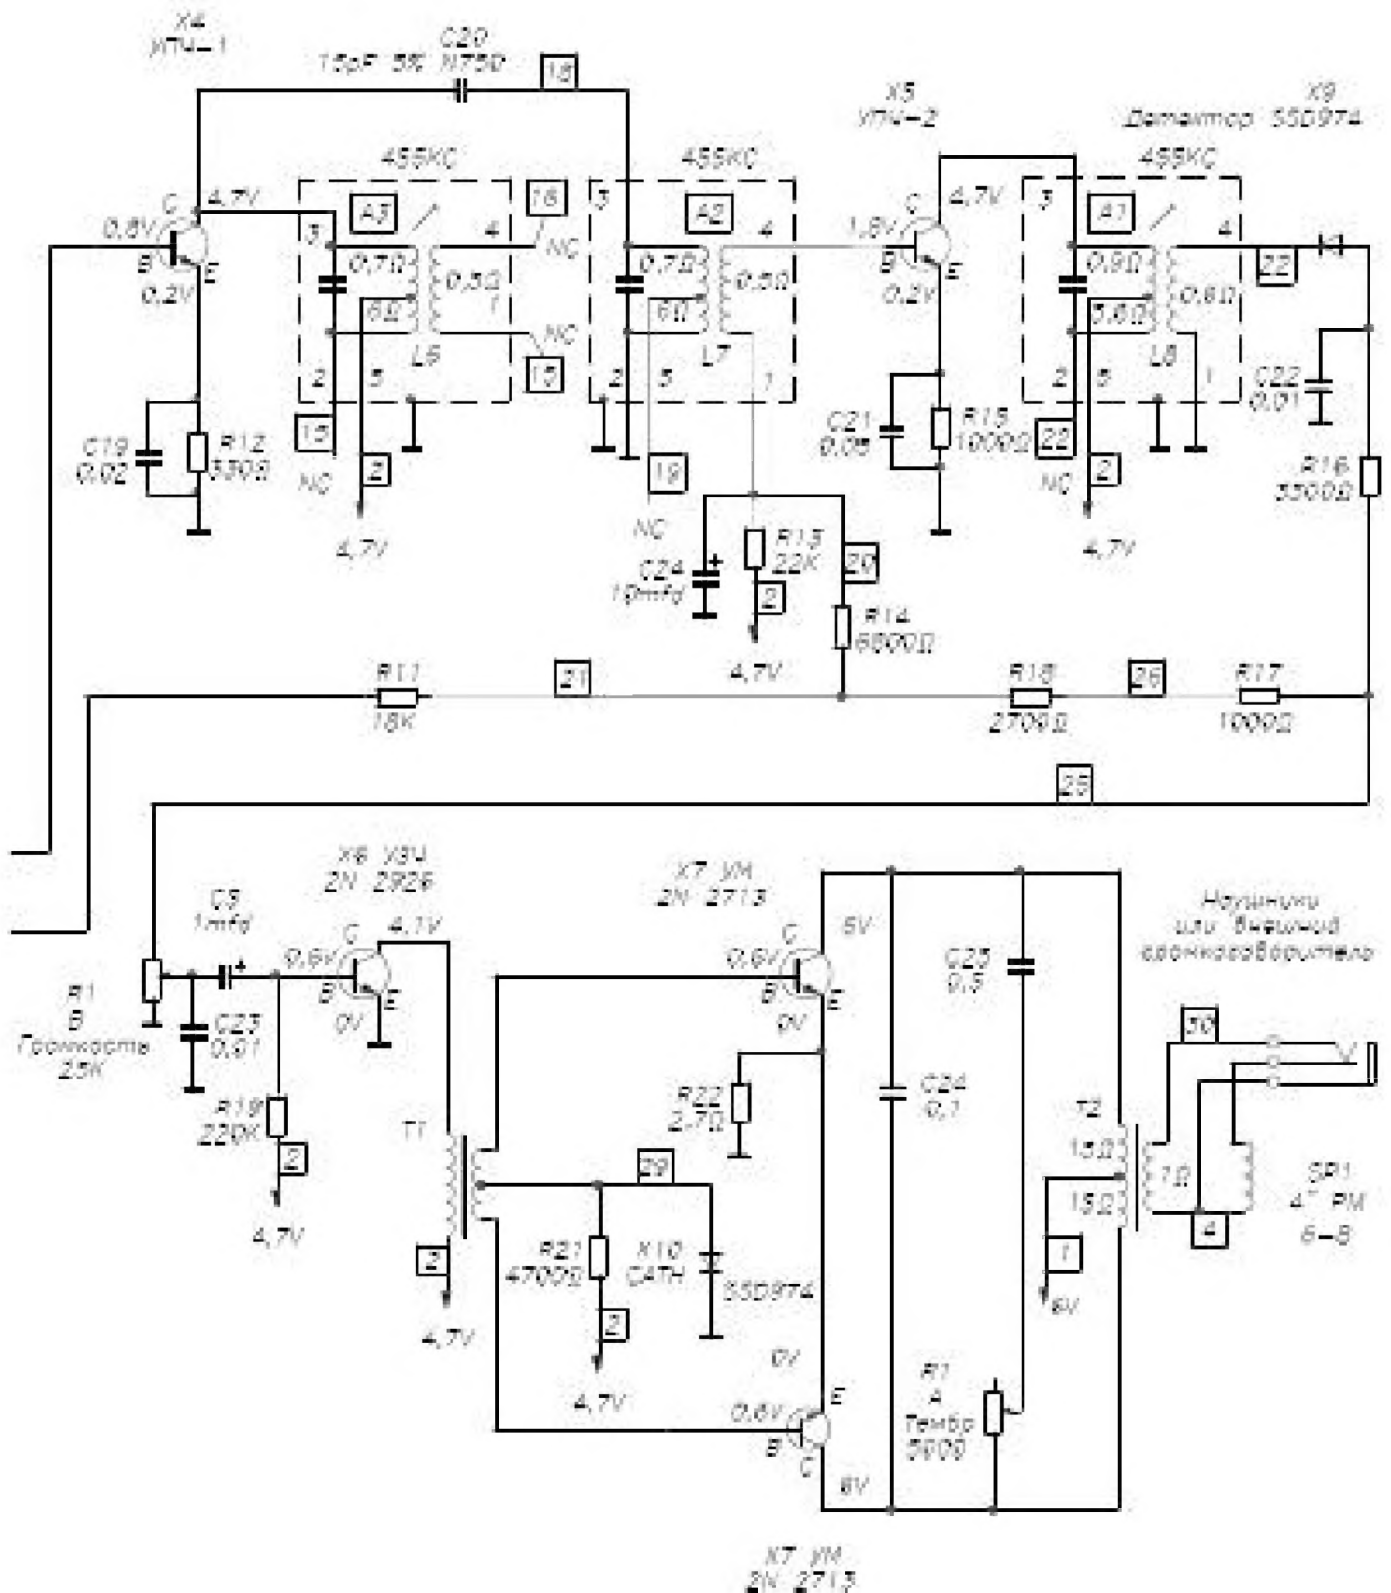 X4
УПЧ-1
C20
15pF 5% N750
18
X5
УПЧ-2
X9
Детектор SSD974
455KC
455KC
455KC
C
4,7V
0,8V
B
E
0,2V
3
A3
4
16
NC
0,7Ω
0,5Ω
6Ω
1
NC
L6
15
2
5
15
NC
2
4,7V
C19
0,02
R12
330Ω
3
A2
4
0,7Ω
0,5Ω
6Ω
L7
2
5
1
19
NC
C24
10mfd
R13
22K
2
4,7V
20
R14
6800Ω
C
4,7V
1,8V
B
E
0,2V
C21
0,05
R15
1000Ω
3
A1
4
0,9Ω
0,6Ω
5,6Ω
L8
2
5
1
22
22
NC
2
4,7V
C22
0,01
R16
3300Ω
R11
18K
21
R18
2700Ω
26
R17
1000Ω
25
X6 УЗЧ
2N 2926
X7 УМ
2N 2713
C3
1mfd
C
4,1V
0,6V
B
E
0V
R1
B
Громкость
25K
C23
0,01
R19
220K
2
4,7V
T1
2
4,7V
C
6V
0,6V
B
E
0V
R22
2,7Ω
29
R21
4700Ω
X10
CATH
SSD974
2
4,7V
0V
E
0,6V
B
C
6V
X7 УМ
2N 2713
C25
0,5
C24
0,1
R1
A
Тембр
5000
T2
15Ω
15Ω
1Ω
1
6V
Наушники
или внешний
громкоговоритель
30
4
SP1
4" PM
6-8